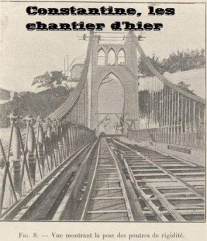 Constantine, les
chantier d'hier
FIG. 8. — Vue montrant la pose des poutres de rigidité.